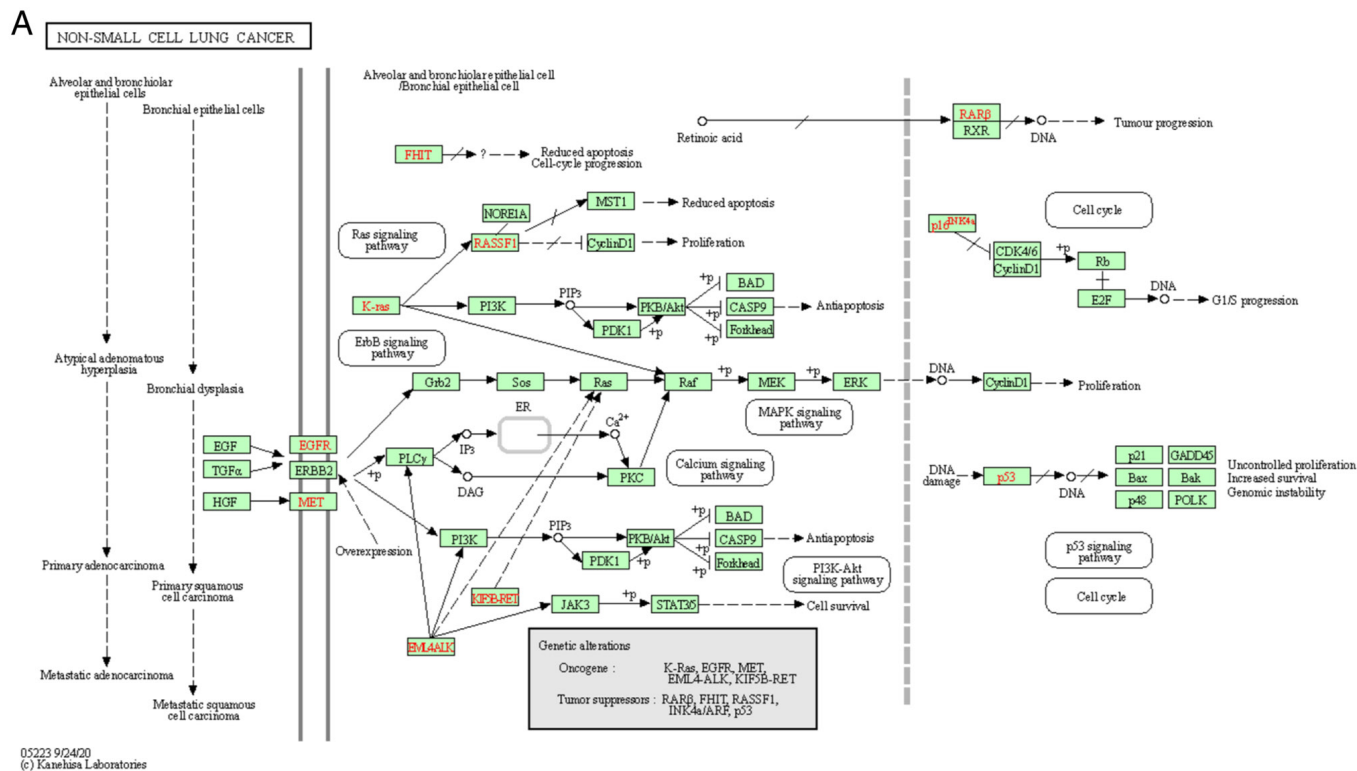 A
NON-SMALL CELL LUNG CANCER
Alveolar and bronchiolar
epithelial cells
Bronchial epithelial cells
Atypical adenomatous
hyperplasia
Bronchial dysplasia
Primary adenocarcinoma
Primary squamous
cell carcinoma
Metastatic adenocarcinoma
Metastatic squamous
cell carcinoma
Alveolar and bronchiolar epithelial cell
/Bronchial epithelial cell
Retinoic acid
RARβ
RXR
DNA
Tumour progression
FHIT
?
Reduced apoptosis
Cell-cycle progression
Ras signaling
pathway
NORE1A
MST1
Reduced apoptosis
RASSF1
CyclinD1
Proliferation
p16INK4a
Cell cycle
CDK4/6
CyclinD1
+p
Rb
E2F
DNA
G1/S progression
K-ras
PI3K
PIP3
PDK1
+p
PKB/Akt
+p
BAD
CASP9
+p
Forkhead
Antiapoptosis
ErbB signaling
pathway
Grb2
Sos
Ras
Raf
+p
MEK
+p
ERK
DNA
CyclinD1
Proliferation
MAPK signaling
pathway
EGF
TGFα
HGF
EGFR
ERBB2
MET
Overexpression
+p
PLCγ
IP3
DAG
ER
Ca2+
PKC
Calcium signaling
pathway
DNA
damage
p53
DNA
p21
GADD45
Bax
Bak
p48
POLK
Uncontrolled proliferation
Increased survival
Genomic instability
PI3K
PIP3
PDK1
+p
PKB/Akt
+p
BAD
CASP9
+p
Forkhead
Antiapoptosis
PI3K-Akt
signaling pathway
p53 signaling
pathway
Cell cycle
KIF5B-RET
JAK3
+p
STAT3/5
Cell survival
EML4ALK
Genetic alterations
Oncogene : K-Ras, EGFR, MET,
EML4-ALK, KIF5B-RET
Tumor suppressors : RARβ, FHIT, RASSF1,
INK4a/ARF, p53
05223 9/24/20
(c) Kanehisa Laboratories